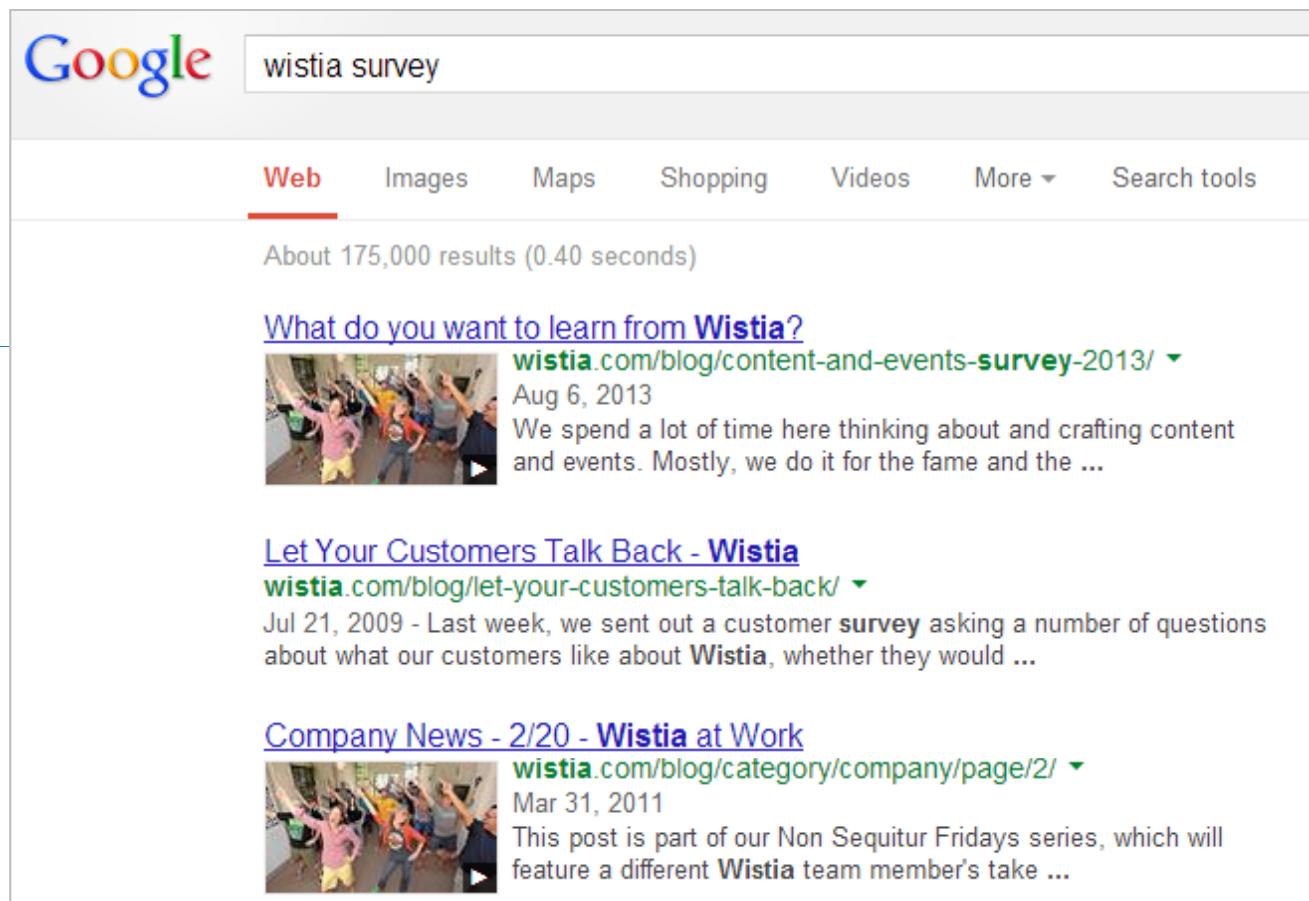 Google
wistia survey
Web Images Maps Shopping Videos More Search tools
About 175,000 results (0.40 seconds)
What do you want to learn from Wistia?
wistia.com/blog/content-and-events-survey-2013/
Aug 6, 2013
We spend a lot of time here thinking about and crafting content
and events. Mostly, we do it for the fame and the ...
Let Your Customers Talk Back - Wistia
wistia.com/blog/let-your-customers-talk-back/
Jul 21, 2009 - Last week, we sent out a customer survey asking a number of questions
about what our customers like about Wistia, whether they would ...
Company News - 2/20 - Wistia at Work
wistia.com/blog/category/company/page/2/
Mar 31, 2011
This post is part of our Non Sequitur Fridays series, which will
feature a different Wistia team member's take ...